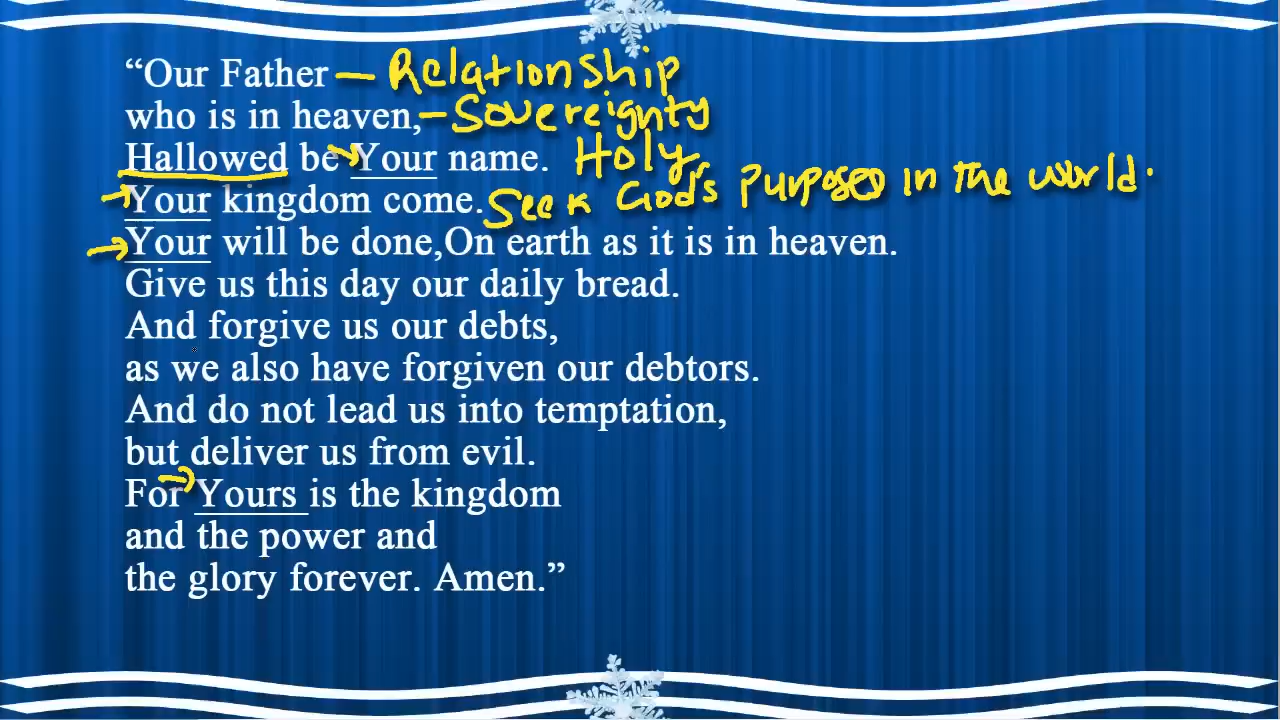 “Our Father — Relationship
who is in heaven, — Sovereignty
Hallowed be Your name. Holy
Your kingdom come. Seek God's purposes in the world.
Your will be done,On earth as it is in heaven.
Give us this day our daily bread.
And forgive us our debts,
as we also have forgiven our debtors.
And do not lead us into temptation,
but deliver us from evil.
For Yours is the kingdom
and the power and
the glory forever. Amen.”